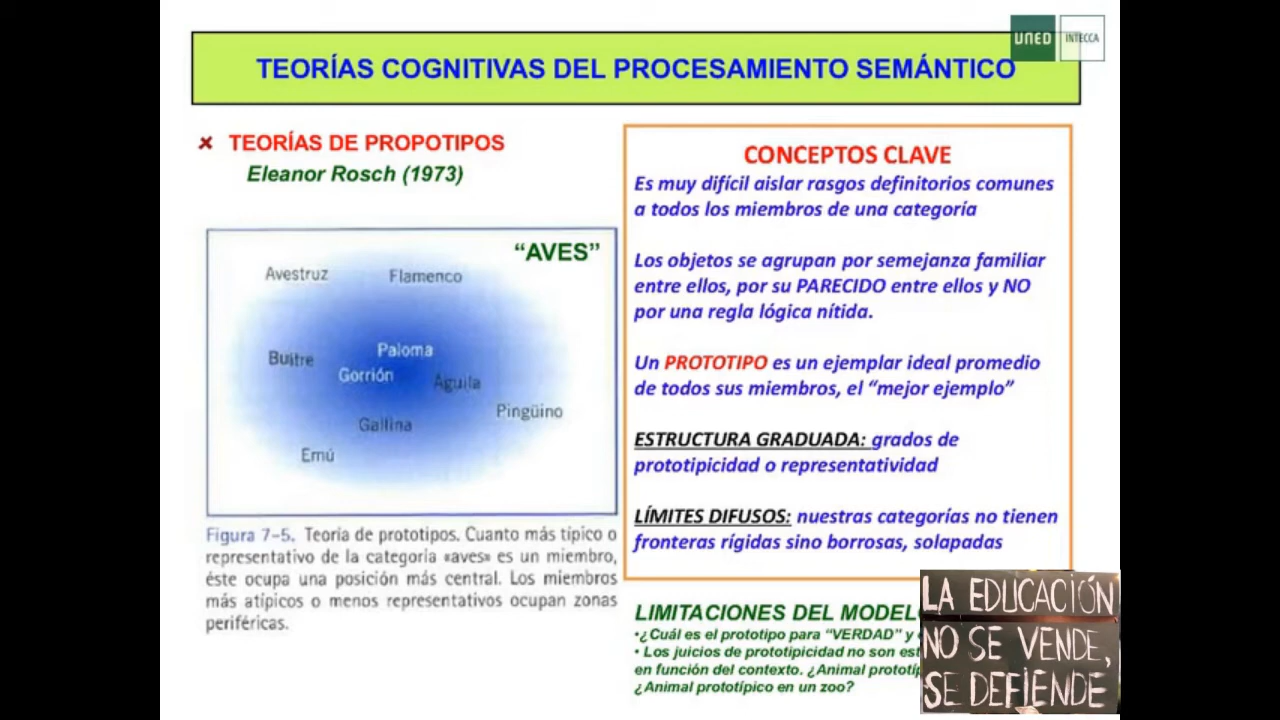 UNED INTECCA
TEORÍAS COGNITIVAS DEL PROCESAMIENTO SEMÁNTICO
TEORÍAS DE PROPOTIPOS
Eleanor Rosch (1973)
“AVES”
Avestruz Flamenco
Buitre Paloma
Gorrión Águila
Pingüino
Gallina
Emú
Figura 7-5. Teoría de prototipos. Cuanto más típico o
representativo de la categoría «aves» es un miembro,
éste ocupa una posición más central. Los miembros
más atípicos o menos representativos ocupan zonas
periféricas.
CONCEPTOS CLAVE
Es muy difícil aislar rasgos definitorios comunes
a todos los miembros de una categoría
Los objetos se agrupan por semejanza familiar
entre ellos, por su PARECIDO entre ellos y NO
por una regla lógica nítida.
Un PROTOTIPO es un ejemplar ideal promedio
de todos sus miembros, el “mejor ejemplo”
ESTRUCTURA GRADUADA: grados de
prototipicidad o representatividad
LÍMITES DIFUSOS: nuestras categorías no tienen
fronteras rígidas sino borrosas, solapadas
LIMITACIONES DEL MODEL
•¿Cuál es el prototipo para “VERDAD” y
• Los juicios de prototipicidad no son est
en función del contexto. ¿Animal prototíp
¿Animal prototípico en un zoo?
LA EDUCACIÓN
NO SE VENDE,
SE DEFIENDE